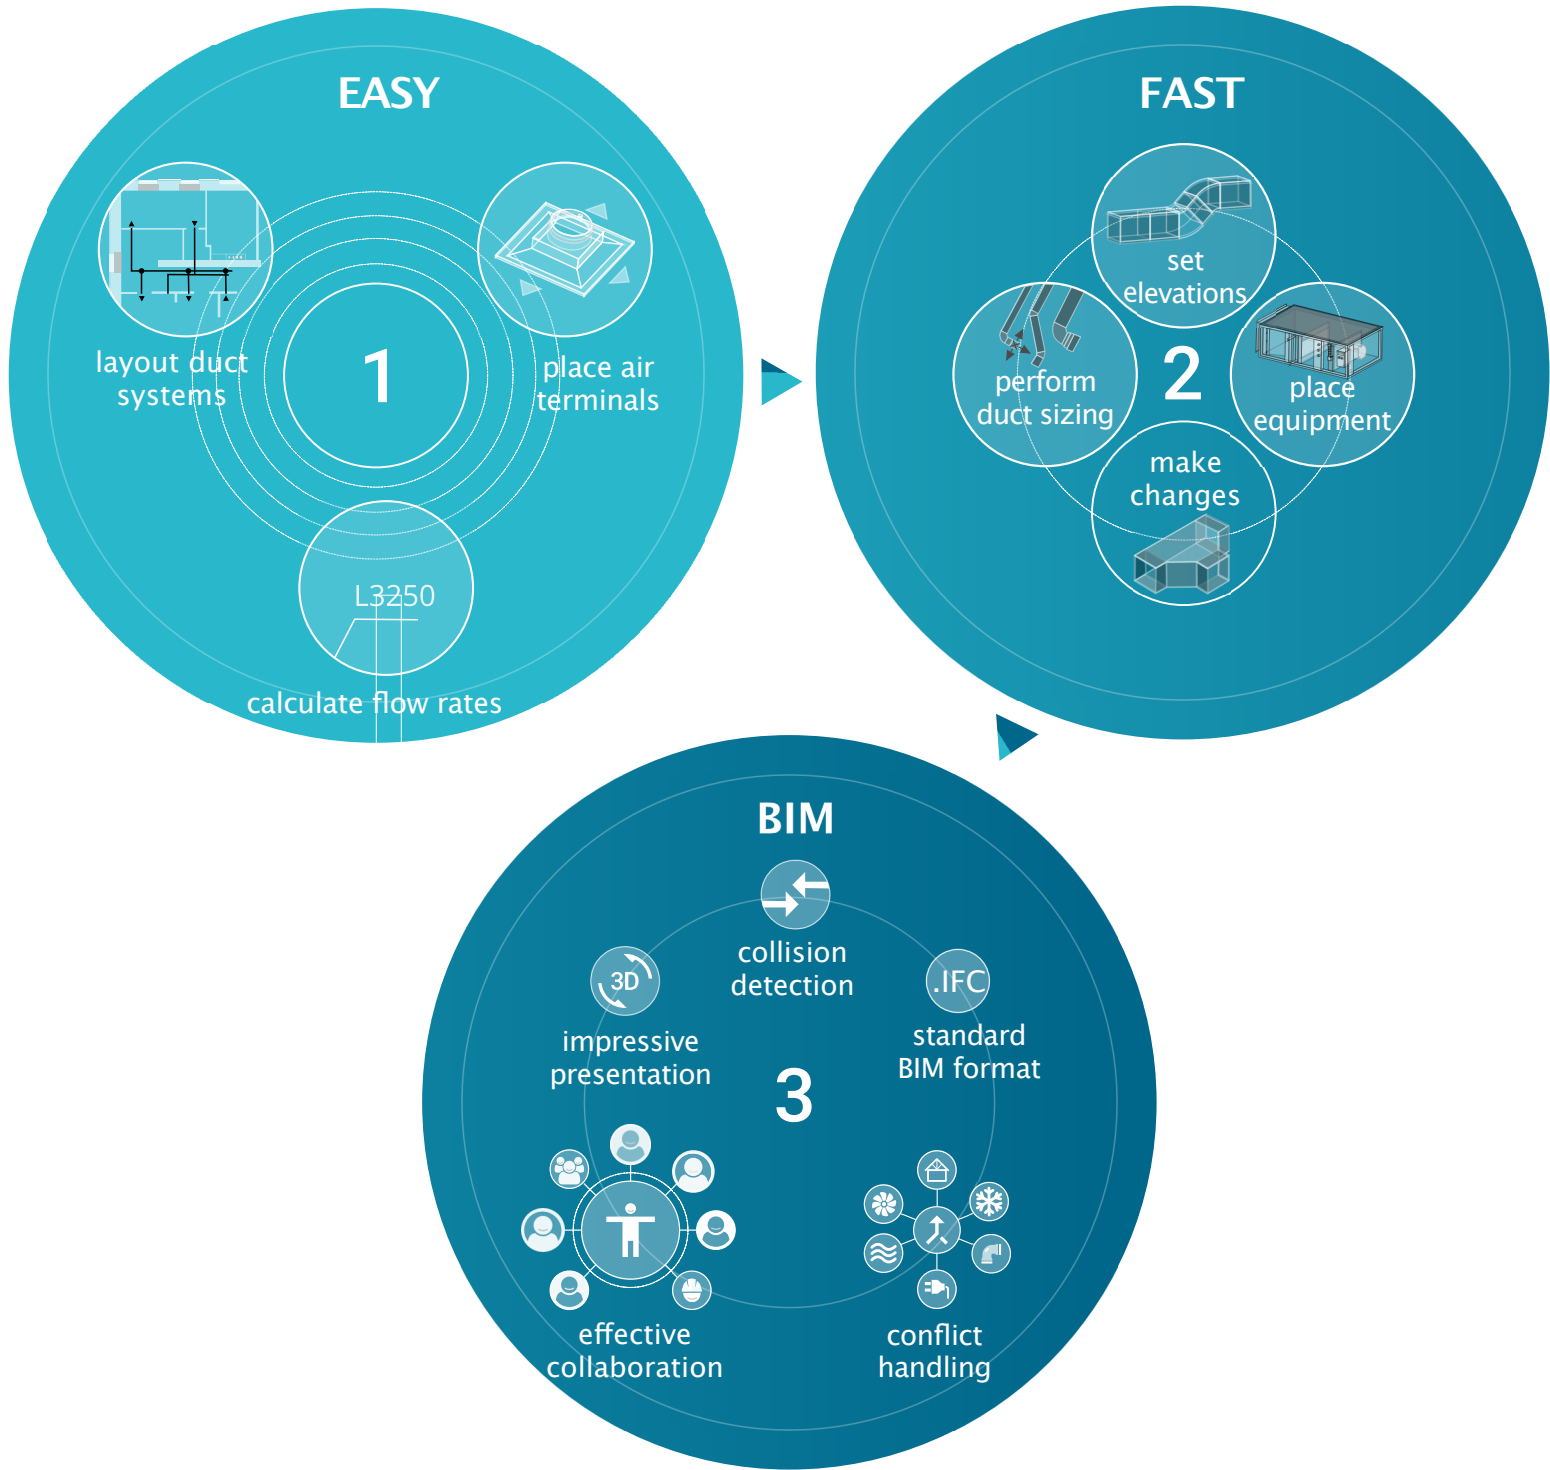 EASY
layout duct
systems
place air
terminals
1
L3250
calculate flow rates
FAST
set
elevations
perform
duct sizing
2
place
equipment
make
changes
BIM
collision
detection
3D
impressive
presentation
.IFC
standard
BIM format
3
effective
collaboration
conflict
handling